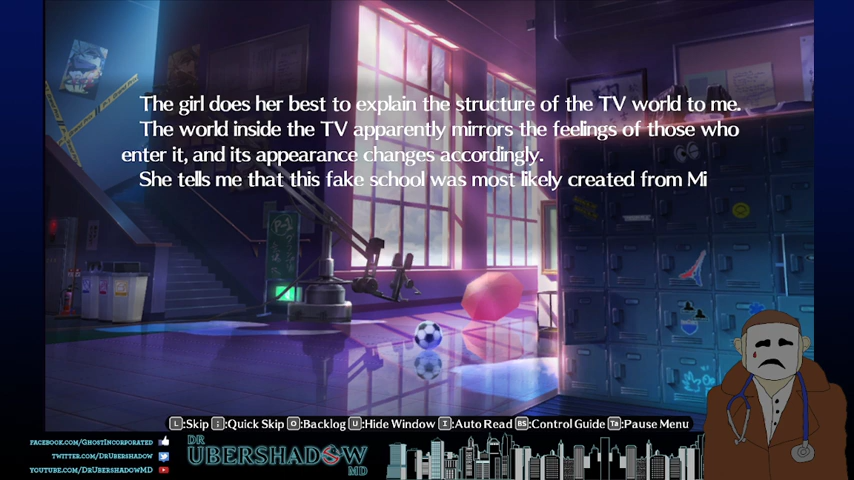 The girl does her best to explain the structure of the TV world to me.
The world inside the TV apparently mirrors the feelings of those who
enter it, and its appearance changes accordingly.
She tells me that this fake school was most likely created from Mi
P-1
L:Skip ;:Quick Skip O:Backlog U:Hide Window I:Auto Read BS:Control Guide Ta:Pause Menu
FACEBOOK.COM/GHOSTINCORPORATED
TWITTER.COM/DRUBERSHADOW
YOUTUBE.COM/DRUBERSHADOWMD
DR
UBERSHADOW
MD